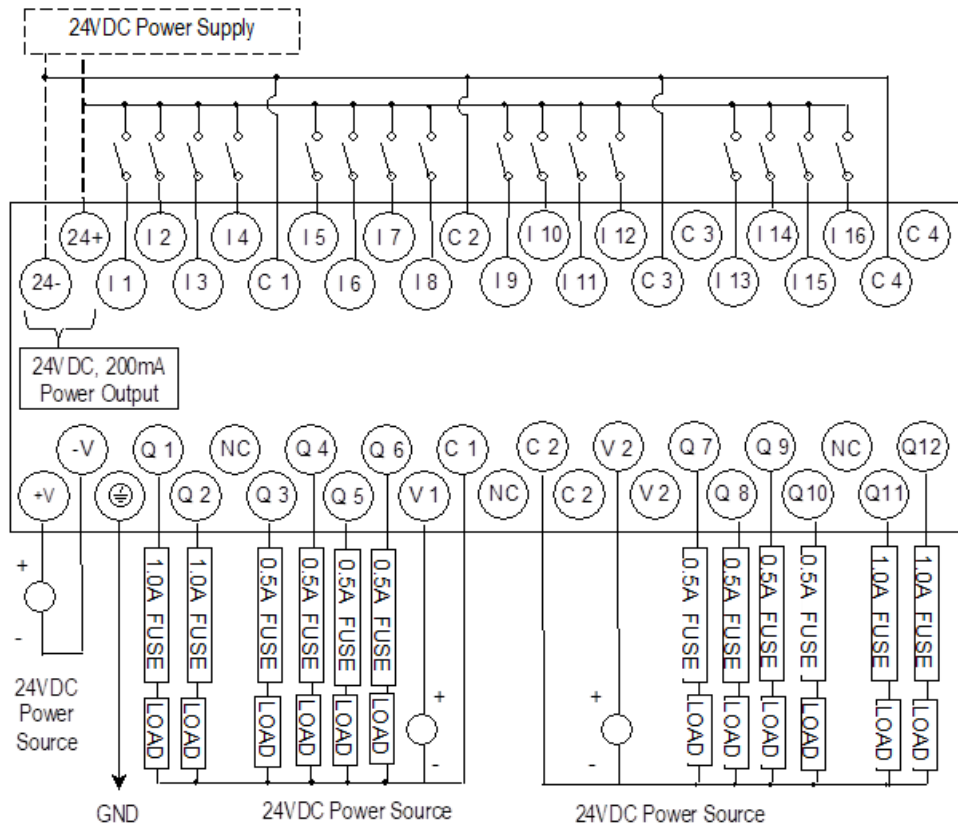 24VDC Power Supply
24+ I 2 I 4 I 5 I 7 C 2 I 10 I 12 C 3 I 14 I 16 C 4
24- I 1 I 3 C 1 I 6 I 8 I 9 I 11 C 3 I 13 I 15 C 4
24VDC, 200mA
Power Output
-V Q 1 NC Q 4 Q 6 C 1 C 2 V 2 Q 7 Q 9 NC Q12
+V Q 2 Q 3 Q 5 V 1 NC C 2 V 2 Q 8 Q10 Q11
+
-
24VDC
Power
Source
GND
1.0A FUSE
1.0A FUSE
0.5A FUSE
0.5A FUSE
0.5A FUSE
0.5A FUSE
LOAD
LOAD
LOAD
LOAD
LOAD
LOAD
+
-
24VDC Power Source
+
-
24VDC Power Source
0.5A FUSE
0.5A FUSE
0.5A FUSE
0.5A FUSE
1.0A FUSE
1.0A FUSE
LOAD
LOAD
LOAD
LOAD
LOAD
LOAD